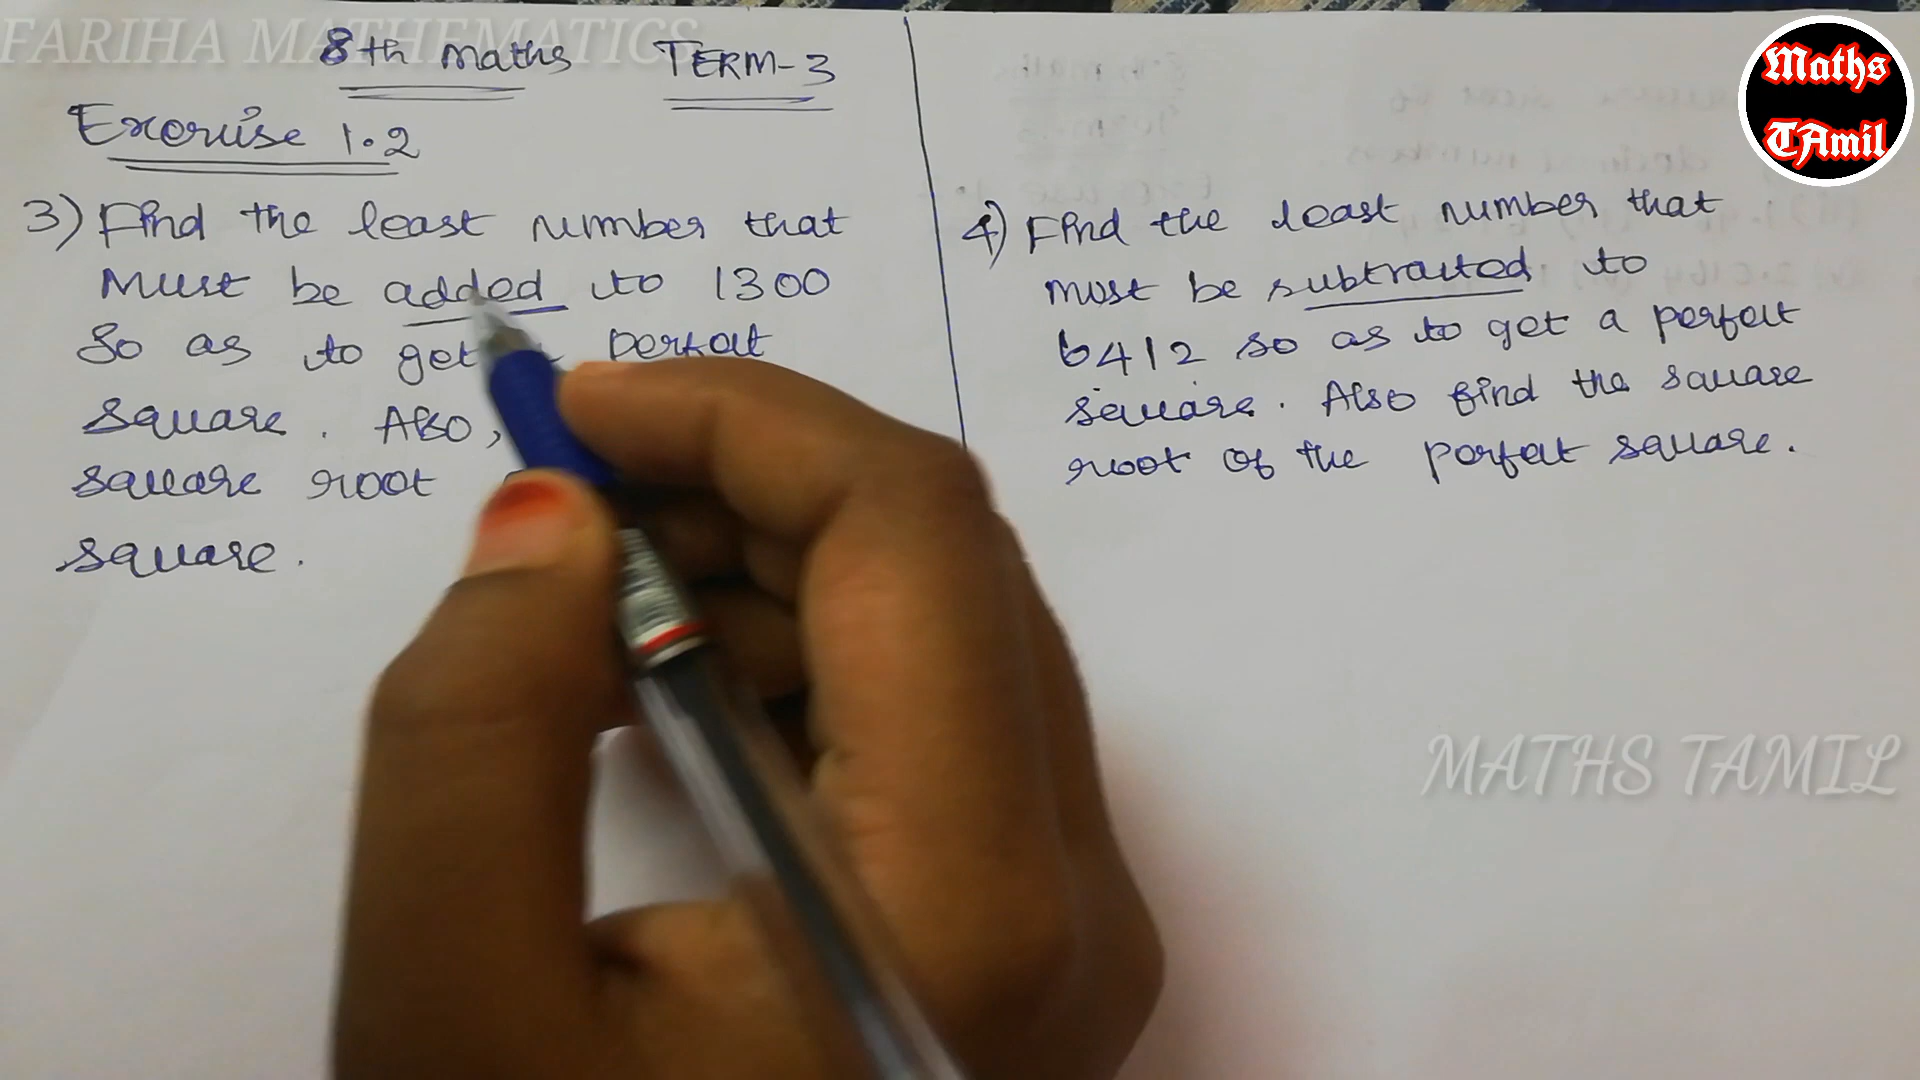 FARIHA MATHEMATICS
8th maths TERM-3
Exercise 1.2
3) Find the least number that
must be added to 1300
So as to get perfect
square. Also,
square root
square.
4) Find the least number that
must be subtracted to
6412 so as to get a perfect
square. Also find the square
root of the perfect square.
Maths
TAmil
MATHS TAMIL